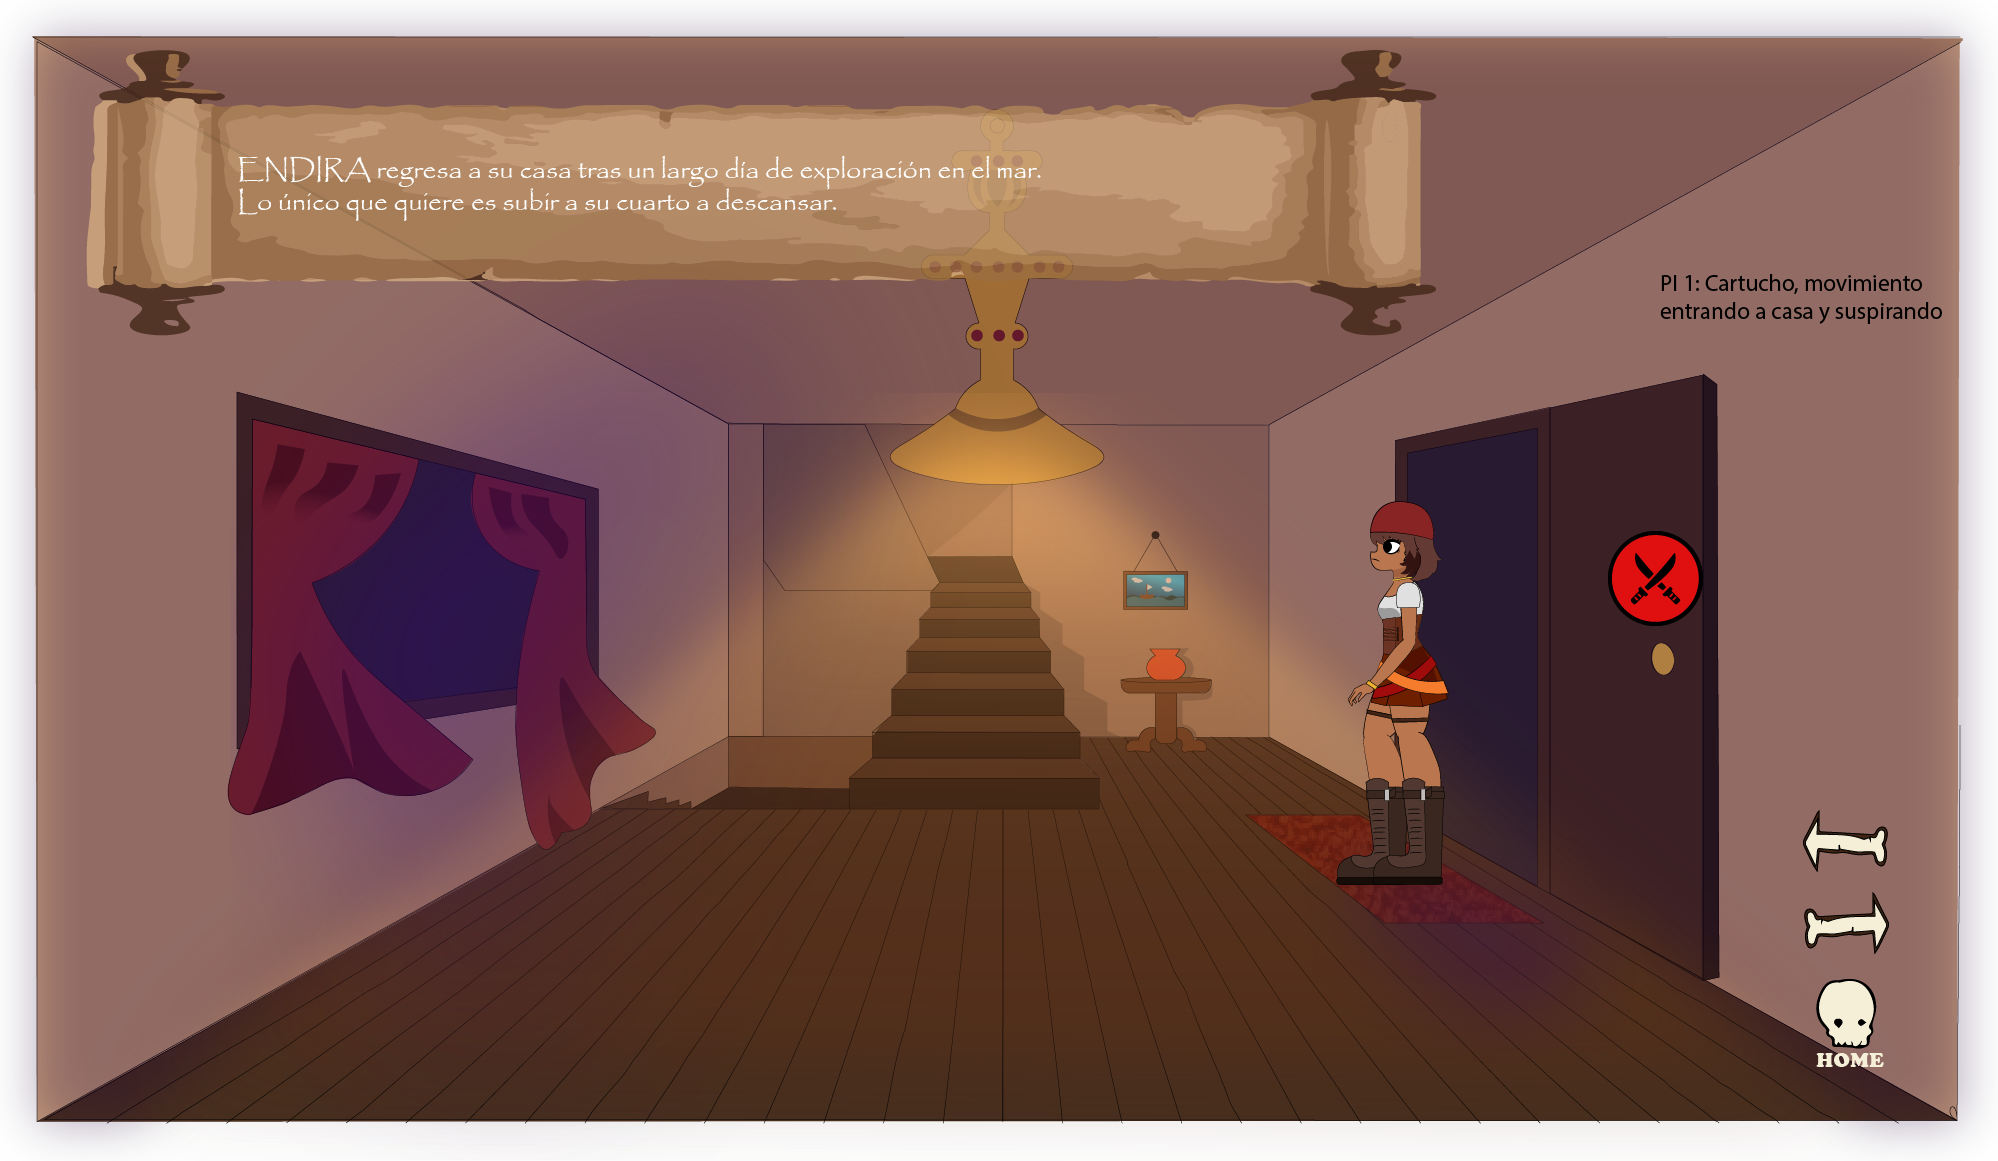 ENDIRA regresa a su casa tras un largo día de exploración en el mar.
Lo único que quiere es subir a su cuarto a descansar.
PI 1: Cartucho, movimiento
entrando a casa y suspirando
HOME